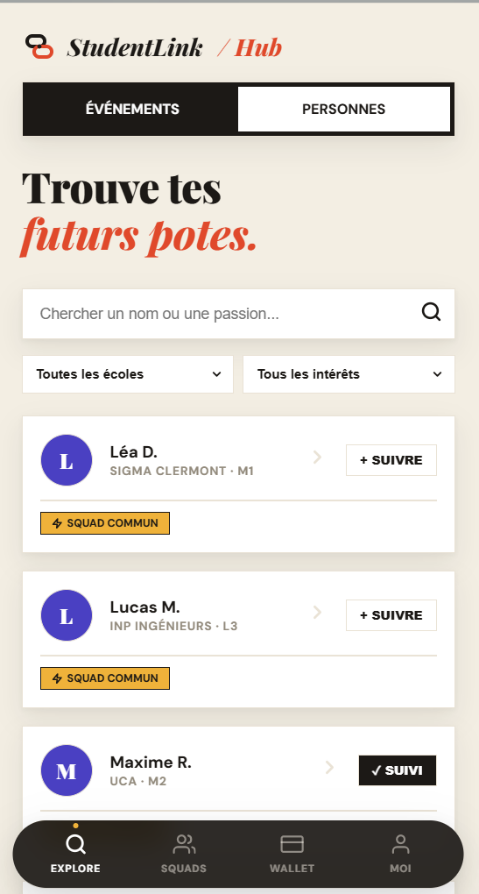 StudentLink / Hub
ÉVÉNEMENTS PERSONNES
Trouve tes
futurs potes.
Chercher un nom ou une passion...
Toutes les écoles Tous les intérêts
L Léa D. + SUIVRE
SIGMA CLERMONT · M1
SQUAD COMMUN
L Lucas M. + SUIVRE
INP INGÉNIEURS · L3
SQUAD COMMUN
M Maxime R. ✓ SUIVI
UCA · M2
EXPLORE SQUADS WALLET MOI